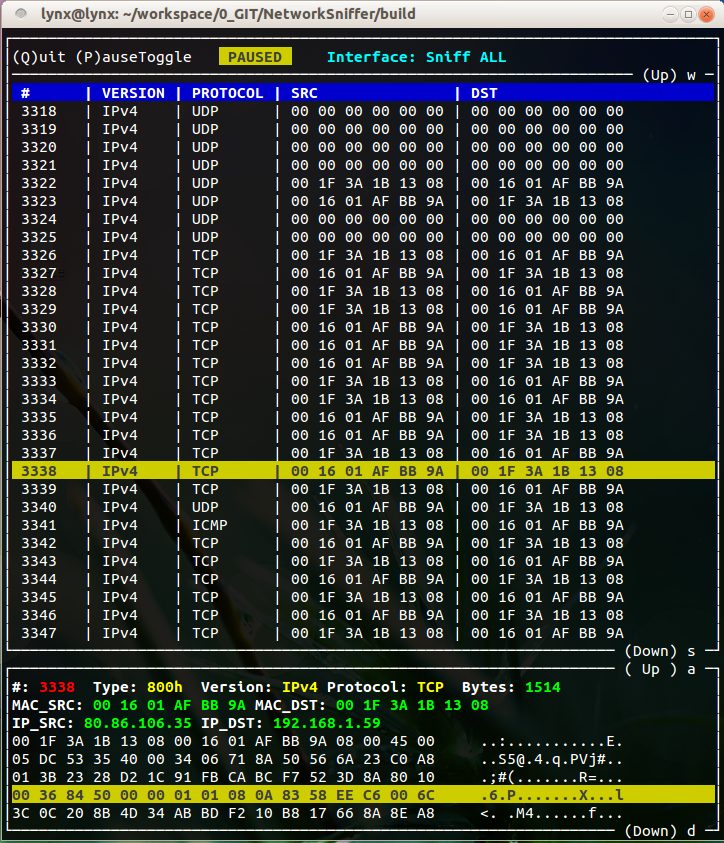 lynx@lynx: ~/workspace/0_GIT/NetworkSniffer/build
(Q)uit (P)auseToggle PAUSED Interface: Sniff ALL
(Up) w
# | VERSION | PROTOCOL | SRC | DST
3318 | IPv4 | UDP | 00 00 00 00 00 00 | 00 00 00 00 00 00
3319 | IPv4 | UDP | 00 00 00 00 00 00 | 00 00 00 00 00 00
3320 | IPv4 | UDP | 00 00 00 00 00 00 | 00 00 00 00 00 00
3321 | IPv4 | UDP | 00 00 00 00 00 00 | 00 00 00 00 00 00
3322 | IPv4 | UDP | 00 1F 3A 1B 13 08 | 00 16 01 AF BB 9A
3323 | IPv4 | UDP | 00 16 01 AF BB 9A | 00 1F 3A 1B 13 08
3324 | IPv4 | UDP | 00 00 00 00 00 00 | 00 00 00 00 00 00
3325 | IPv4 | UDP | 00 00 00 00 00 00 | 00 00 00 00 00 00
3326 | IPv4 | TCP | 00 1F 3A 1B 13 08 | 00 16 01 AF BB 9A
3327 | IPv4 | TCP | 00 16 01 AF BB 9A | 00 1F 3A 1B 13 08
3328 | IPv4 | TCP | 00 1F 3A 1B 13 08 | 00 16 01 AF BB 9A
3329 | IPv4 | TCP | 00 1F 3A 1B 13 08 | 00 16 01 AF BB 9A
3330 | IPv4 | TCP | 00 16 01 AF BB 9A | 00 1F 3A 1B 13 08
3331 | IPv4 | TCP | 00 16 01 AF BB 9A | 00 1F 3A 1B 13 08
3332 | IPv4 | TCP | 00 16 01 AF BB 9A | 00 1F 3A 1B 13 08
3333 | IPv4 | TCP | 00 1F 3A 1B 13 08 | 00 16 01 AF BB 9A
3334 | IPv4 | TCP | 00 1F 3A 1B 13 08 | 00 16 01 AF BB 9A
3335 | IPv4 | TCP | 00 16 01 AF BB 9A | 00 1F 3A 1B 13 08
3336 | IPv4 | TCP | 00 1F 3A 1B 13 08 | 00 16 01 AF BB 9A
3337 | IPv4 | TCP | 00 1F 3A 1B 13 08 | 00 16 01 AF BB 9A
3338 | IPv4 | TCP | 00 16 01 AF BB 9A | 00 1F 3A 1B 13 08
3339 | IPv4 | TCP | 00 1F 3A 1B 13 08 | 00 16 01 AF BB 9A
3340 | IPv4 | UDP | 00 16 01 AF BB 9A | 00 1F 3A 1B 13 08
3341 | IPv4 | ICMP | 00 1F 3A 1B 13 08 | 00 16 01 AF BB 9A
3342 | IPv4 | TCP | 00 1F 3A 1B 13 08 | 00 16 01 AF BB 9A
3343 | IPv4 | TCP | 00 1F 3A 1B 13 08 | 00 16 01 AF BB 9A
3344 | IPv4 | TCP | 00 16 01 AF BB 9A | 00 1F 3A 1B 13 08
3345 | IPv4 | TCP | 00 16 01 AF BB 9A | 00 1F 3A 1B 13 08
3346 | IPv4 | TCP | 00 1F 3A 1B 13 08 | 00 16 01 AF BB 9A
3347 | IPv4 | TCP | 00 1F 3A 1B 13 08 | 00 16 01 AF BB 9A
(Down) s
( Up ) a
#: 3338 Type: 800h Version: IPv4 Protocol: TCP Bytes: 1514
MAC_SRC: 00 16 01 AF BB 9A MAC_DST: 00 1F 3A 1B 13 08
IP_SRC: 80.86.106.35 IP_DST: 192.168.1.59
00 1F 3A 1B 13 08 00 16 01 AF BB 9A 08 00 45 00 ..:...........E.
05 DC 53 35 40 00 34 06 71 8A 50 56 6A 23 C0 A8 ..S5@.4.q.PVj#..
01 3B 23 28 D2 1C 91 FB CA BC F7 52 3D 8A 80 10 .;#(.......R=...
00 36 84 50 00 00 01 01 08 0A 83 58 EE C6 00 6C .6.P.......X...l
3C 0C 20 8B 4D 34 AB BD F2 10 B8 17 66 8A 8E A8 <. .M4......f...
(Down) d